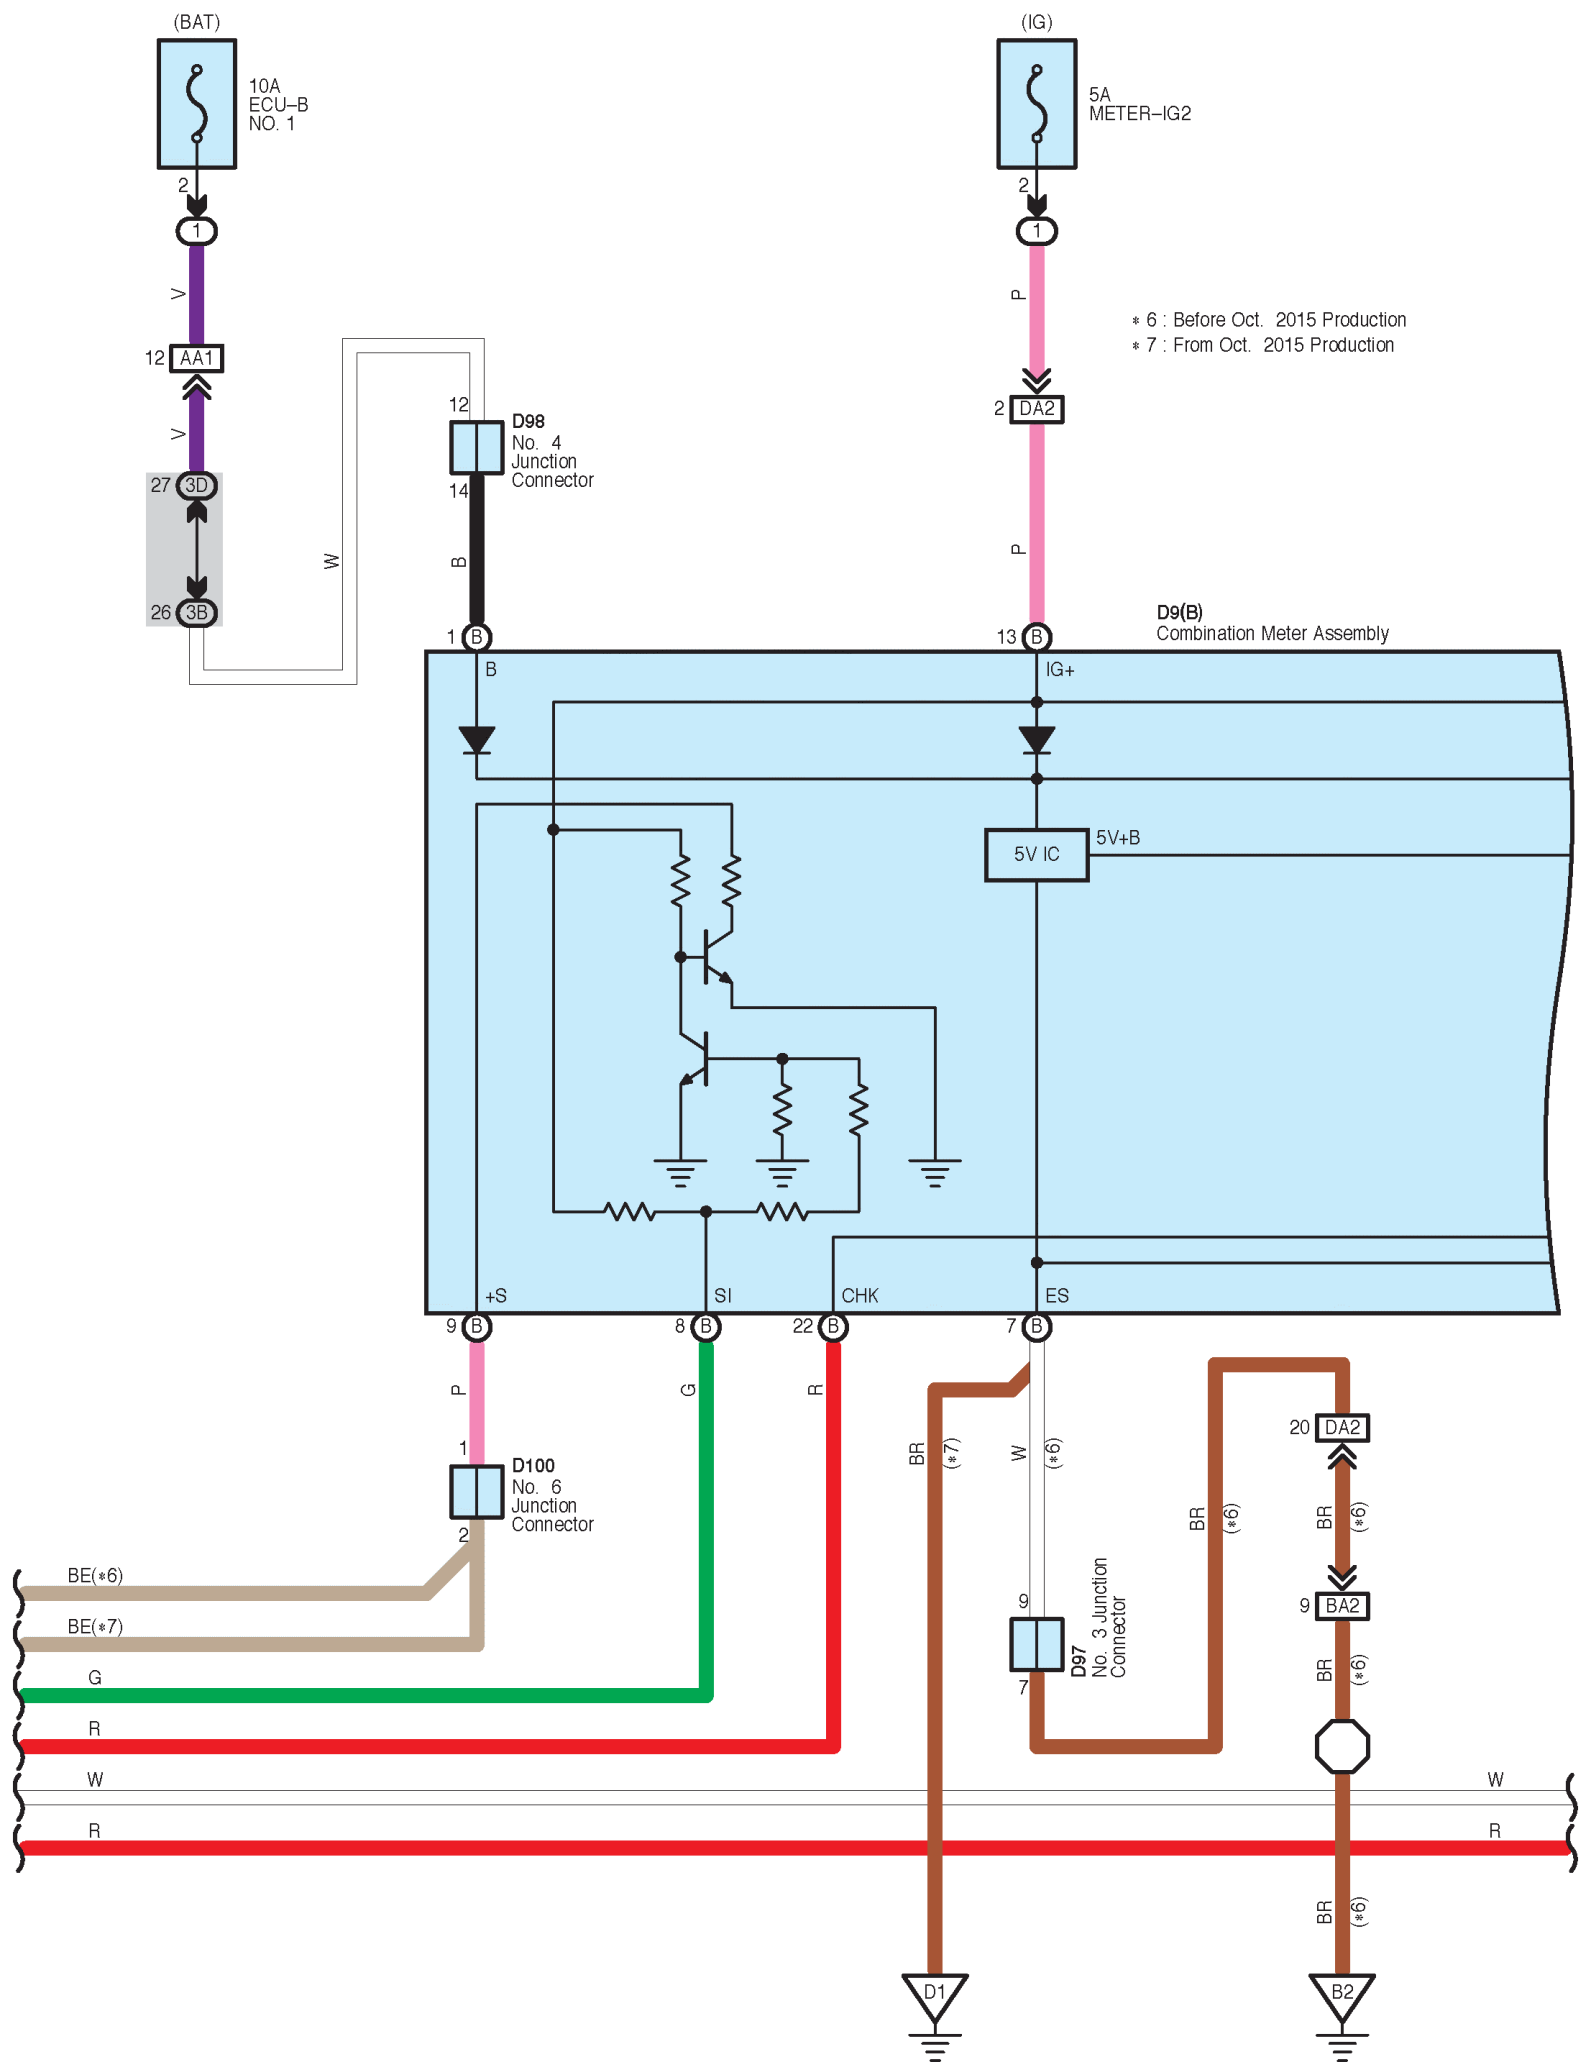 (BAT)
(IG)
10A
ECU–B
NO. 1
5A
METER–IG2
2
2
1
1
V
P
∗ 6 : Before Oct. 2015 Production
∗ 7 : From Oct. 2015 Production
12 AA1
12
2 DA2
D98
No. 4
Junction
Connector
V
27 3D
14
W
B
P
26 3B
1 B
13 B
D9(B)
Combination Meter Assembly
B
IG+
5V IC
5V+B
+S
SI
CHK
ES
9 B
8 B
22 B
7 B
P
G
R
BR
(∗7)
W
(∗6)
20 DA2
1
D100
No. 6
Junction
Connector
2
BR
(∗6)
BR
(∗6)
BE(∗6)
9
9 BA2
BE(∗7)
D97
No. 3 Junction
Connector
7
BR
(∗6)
G
R
W
W
R
R
BR
(∗6)
D1
B2